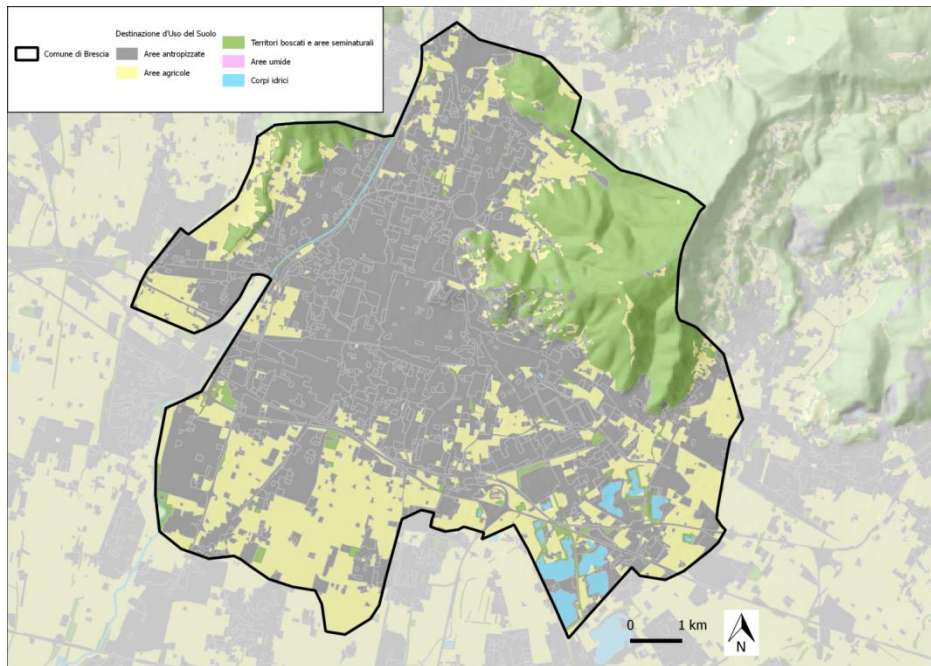 Destinazione d'Uso del Suolo
Comune di Brescia
Aree antropizzate
Aree agricole
Territori boscati e aree seminaturali
Aree umide
Corpi idrici
0 1 km
N